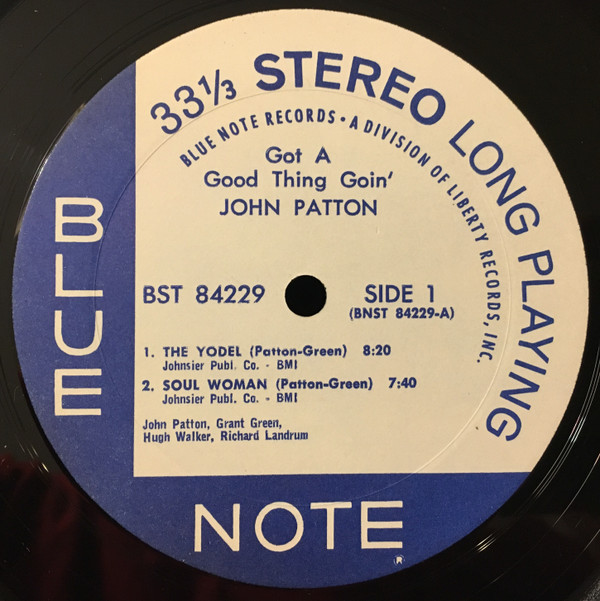 33⅓ STEREO LONG PLAYING
BLUE NOTE RECORDS • A DIVISION OF LIBERTY RECORDS, INC.
Got A
Good Thing Goin'
JOHN PATTON
BST 84229
SIDE 1
(BNST 84229-A)
1. THE YODEL (Patton-Green) 8:20
Johnsier Publ. Co. - BMI
2. SOUL WOMAN (Patton-Green) 7:40
Johnsier Publ. Co. - BMI
John Patton, Grant Green,
Hugh Walker, Richard Landrum
BLUE
NOTE ®